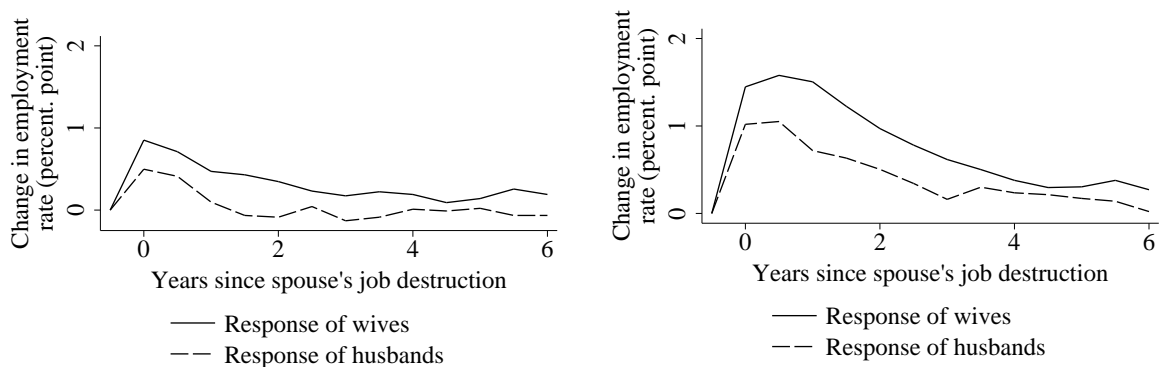 Change in employment
rate (percent. point)
2
1
0
0 2 4 6
Years since spouse's job destruction
Response of wives
Response of husbands
Change in employment
rate (percent. point)
2
1
0
0 2 4 6
Years since spouse's job destruction
Response of wives
Response of husbands